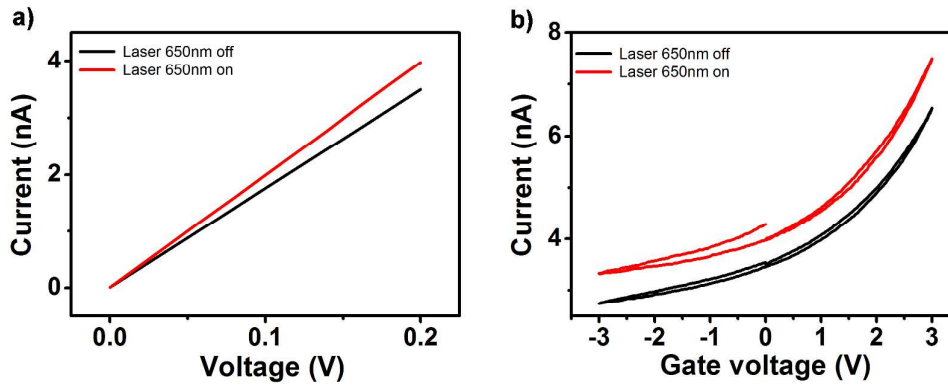 a)
Laser 650nm off
Laser 650nm on
4
2
0
Current (nA)
0.0 0.1 0.2
Voltage (V)
b)
Laser 650nm off
Laser 650nm on
8
6
4
Current (nA)
-3 -2 -1 0 1 2 3
Gate voltage (V)